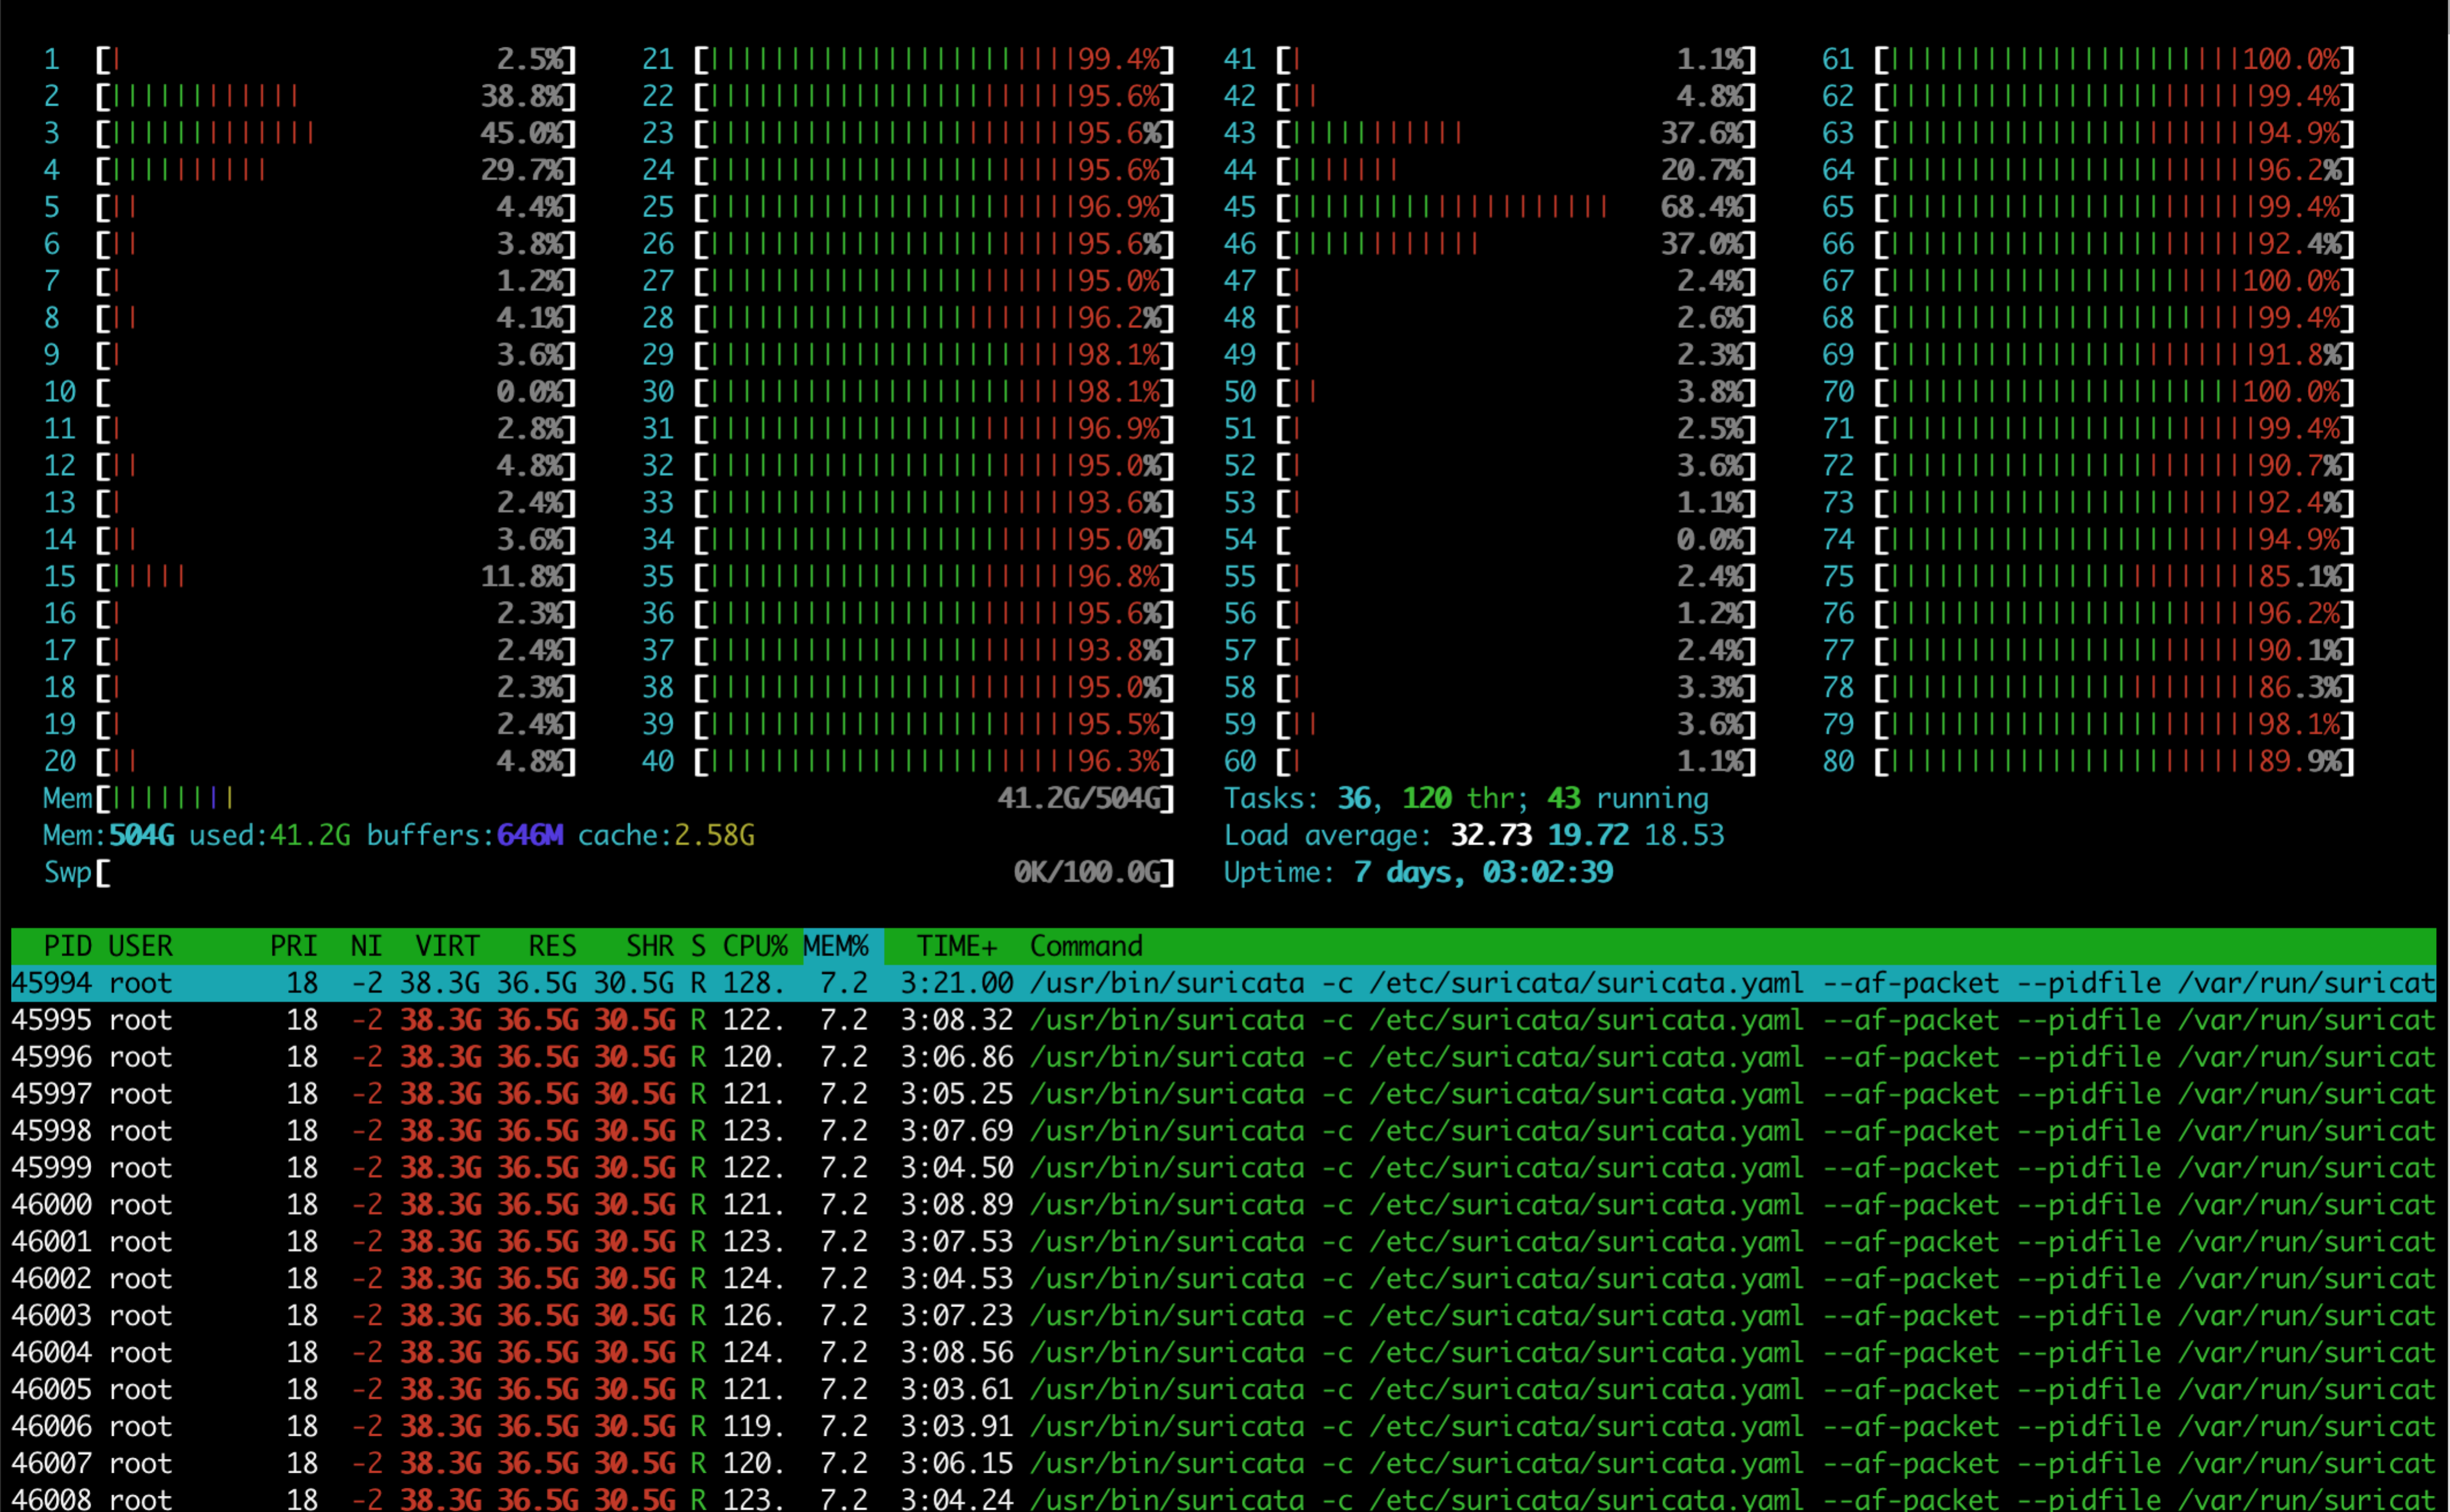 1 [| 2.5%] 21 [||||||||||||||||||||||99.4%] 41 [| 1.1%] 61 [||||||||||||||||||||||100.0%]
2 [|||||||||||| 38.8%] 22 [||||||||||||||||||||||95.6%] 42 [|| 4.8%] 62 [|||||||||||||||||||||||99.4%]
3 [||||||||||||| 45.0%] 23 [||||||||||||||||||||||95.6%] 43 [||||||||||| 37.6%] 63 [|||||||||||||||||||||||94.9%]
4 [|||||||||| 29.7%] 24 [||||||||||||||||||||||95.6%] 44 [||||||| 20.7%] 64 [|||||||||||||||||||||||96.2%]
5 [|| 4.4%] 25 [||||||||||||||||||||||96.9%] 45 [|||||||||||||||||||| 68.4%] 65 [|||||||||||||||||||||||99.4%]
6 [|| 3.8%] 26 [||||||||||||||||||||||95.6%] 46 [|||||||||||| 37.0%] 66 [|||||||||||||||||||||||92.4%]
7 [| 1.2%] 27 [||||||||||||||||||||||95.0%] 47 [| 2.4%] 67 [||||||||||||||||||||||100.0%]
8 [|| 4.1%] 28 [||||||||||||||||||||||96.2%] 48 [| 2.6%] 68 [|||||||||||||||||||||||99.4%]
9 [| 3.6%] 29 [||||||||||||||||||||||98.1%] 49 [| 2.3%] 69 [|||||||||||||||||||||||91.8%]
10 [ 0.0%] 30 [||||||||||||||||||||||98.1%] 50 [|| 3.8%] 70 [||||||||||||||||||||||100.0%]
11 [| 2.8%] 31 [||||||||||||||||||||||96.9%] 51 [| 2.5%] 71 [|||||||||||||||||||||||99.4%]
12 [|| 4.8%] 32 [||||||||||||||||||||||95.0%] 52 [| 3.6%] 72 [|||||||||||||||||||||||90.7%]
13 [| 2.4%] 33 [||||||||||||||||||||||93.6%] 53 [| 1.1%] 73 [|||||||||||||||||||||||92.4%]
14 [|| 3.6%] 34 [||||||||||||||||||||||95.0%] 54 [ 0.0%] 74 [|||||||||||||||||||||||94.9%]
15 [||||| 11.8%] 35 [||||||||||||||||||||||96.8%] 55 [| 2.4%] 75 [|||||||||||||||||||||||85.1%]
16 [| 2.3%] 36 [||||||||||||||||||||||95.6%] 56 [| 1.2%] 76 [|||||||||||||||||||||||96.2%]
17 [| 2.4%] 37 [||||||||||||||||||||||93.8%] 57 [| 2.4%] 77 [|||||||||||||||||||||||90.1%]
18 [| 2.3%] 38 [||||||||||||||||||||||95.0%] 58 [| 3.3%] 78 [|||||||||||||||||||||||86.3%]
19 [| 2.4%] 39 [||||||||||||||||||||||95.5%] 59 [|| 3.6%] 79 [|||||||||||||||||||||||98.1%]
20 [|| 4.8%] 40 [||||||||||||||||||||||96.3%] 60 [| 1.1%] 80 [|||||||||||||||||||||||89.9%]
Mem[|||||||| 41.2G/504G] Tasks: 36, 120 thr; 43 running
Mem:504G used:41.2G buffers:646M cache:2.58G Load average: 32.73 19.72 18.53
Swp[ 0K/100.0G] Uptime: 7 days, 03:02:39
PID USER PRI NI VIRT RES SHR S CPU% MEM% TIME+ Command
45994 root 18 -2 38.3G 36.5G 30.5G R 128. 7.2 3:21.00 /usr/bin/suricata -c /etc/suricata/suricata.yaml --af-packet --pidfile /var/run/suricat
45995 root 18 -2 38.3G 36.5G 30.5G R 122. 7.2 3:08.32 /usr/bin/suricata -c /etc/suricata/suricata.yaml --af-packet --pidfile /var/run/suricat
45996 root 18 -2 38.3G 36.5G 30.5G R 120. 7.2 3:06.86 /usr/bin/suricata -c /etc/suricata/suricata.yaml --af-packet --pidfile /var/run/suricat
45997 root 18 -2 38.3G 36.5G 30.5G R 121. 7.2 3:05.25 /usr/bin/suricata -c /etc/suricata/suricata.yaml --af-packet --pidfile /var/run/suricat
45998 root 18 -2 38.3G 36.5G 30.5G R 123. 7.2 3:07.69 /usr/bin/suricata -c /etc/suricata/suricata.yaml --af-packet --pidfile /var/run/suricat
45999 root 18 -2 38.3G 36.5G 30.5G R 122. 7.2 3:04.50 /usr/bin/suricata -c /etc/suricata/suricata.yaml --af-packet --pidfile /var/run/suricat
46000 root 18 -2 38.3G 36.5G 30.5G R 121. 7.2 3:08.89 /usr/bin/suricata -c /etc/suricata/suricata.yaml --af-packet --pidfile /var/run/suricat
46001 root 18 -2 38.3G 36.5G 30.5G R 123. 7.2 3:07.53 /usr/bin/suricata -c /etc/suricata/suricata.yaml --af-packet --pidfile /var/run/suricat
46002 root 18 -2 38.3G 36.5G 30.5G R 124. 7.2 3:04.53 /usr/bin/suricata -c /etc/suricata/suricata.yaml --af-packet --pidfile /var/run/suricat
46003 root 18 -2 38.3G 36.5G 30.5G R 126. 7.2 3:07.23 /usr/bin/suricata -c /etc/suricata/suricata.yaml --af-packet --pidfile /var/run/suricat
46004 root 18 -2 38.3G 36.5G 30.5G R 124. 7.2 3:08.56 /usr/bin/suricata -c /etc/suricata/suricata.yaml --af-packet --pidfile /var/run/suricat
46005 root 18 -2 38.3G 36.5G 30.5G R 121. 7.2 3:03.61 /usr/bin/suricata -c /etc/suricata/suricata.yaml --af-packet --pidfile /var/run/suricat
46006 root 18 -2 38.3G 36.5G 30.5G R 119. 7.2 3:03.91 /usr/bin/suricata -c /etc/suricata/suricata.yaml --af-packet --pidfile /var/run/suricat
46007 root 18 -2 38.3G 36.5G 30.5G R 120. 7.2 3:06.15 /usr/bin/suricata -c /etc/suricata/suricata.yaml --af-packet --pidfile /var/run/suricat
46008 root 18 -2 38.3G 36.5G 30.5G R 123. 7.2 3:04.24 /usr/bin/suricata -c /etc/suricata/suricata.yaml --af-packet --pidfile /var/run/suricat